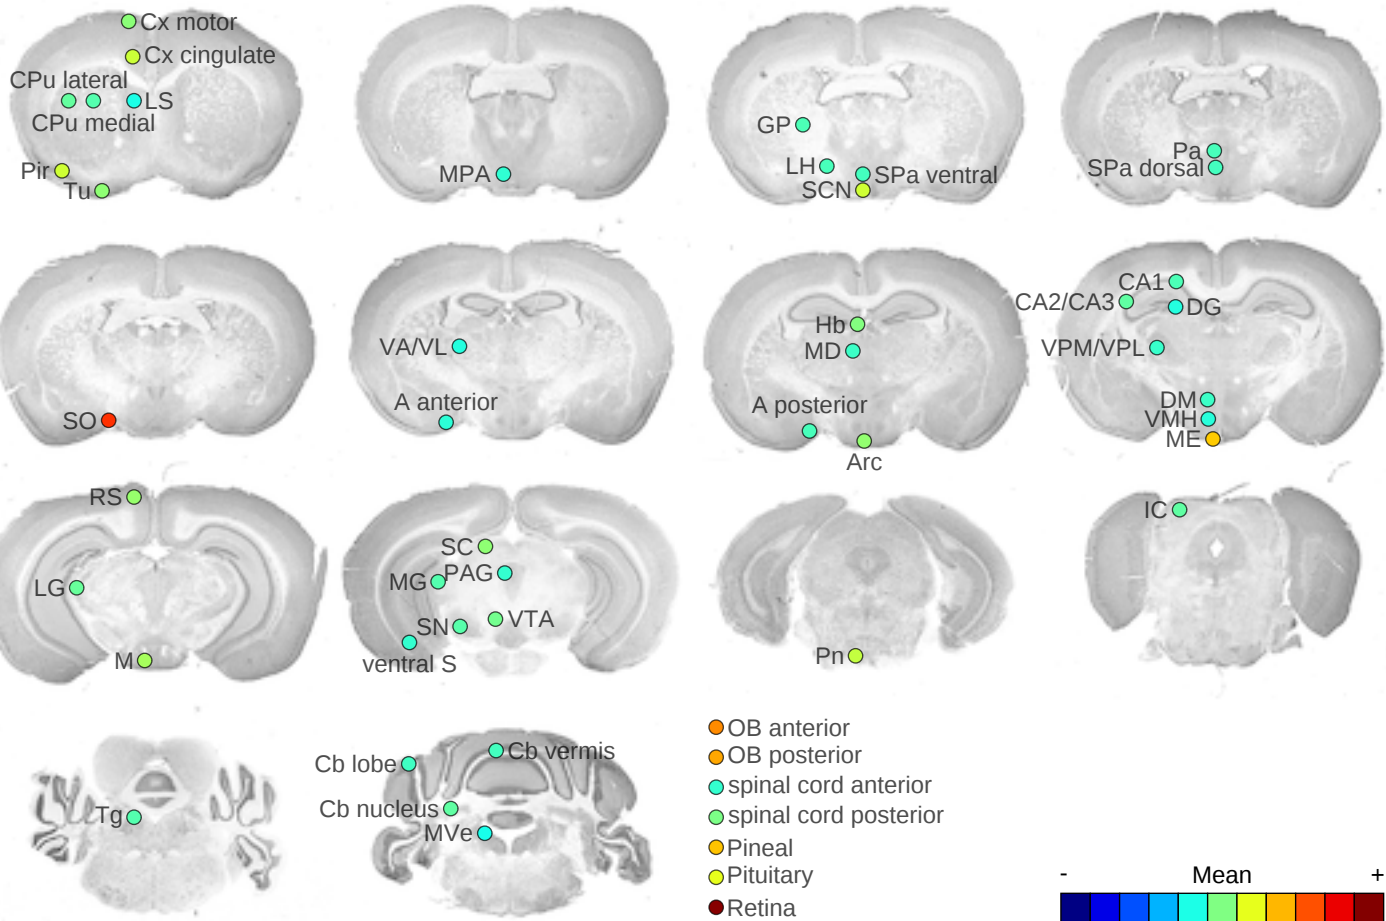 Cx motor
Cx cingulate
CPu lateral
LS
CPu medial
Pir
Tu
MPA
GP
LH
SPa ventral
SCN
Pa
SPa dorsal
SO
VA/VL
A anterior
Hb
MD
A posterior
Arc
CA1
CA2/CA3
DG
VPM/VPL
DM
VMH
ME
RS
LG
M
SC
MG
PAG
SN
VTA
ventral S
Pn
IC
Tg
Cb lobe
Cb vermis
Cb nucleus
MVe
OB anterior
OB posterior
spinal cord anterior
spinal cord posterior
Pineal
Pituitary
Retina
- Mean +